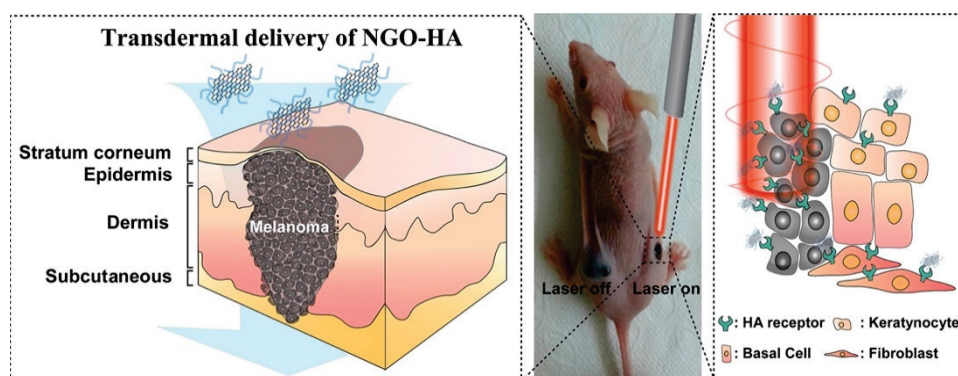 Transdermal delivery of NGO-HA
Stratum corneum
Epidermis
Dermis
Subcutaneous
Melanoma
Laser off
Laser on
: HA receptor
: Keratynocyte
: Basal Cell
: Fibroblast